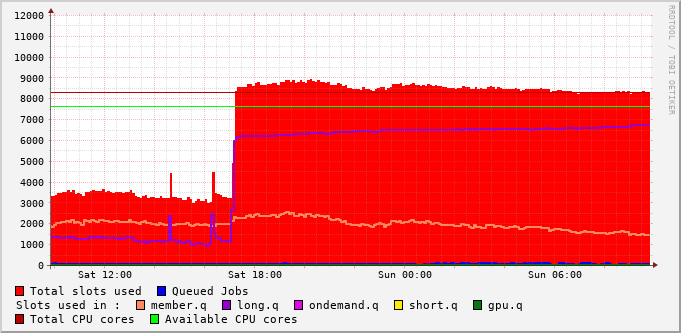 12000
11000
10000
9000
8000
7000
6000
5000
4000
3000
2000
1000
0
Sat 12:00 Sat 18:00 Sun 00:00 Sun 06:00
Total slots used Queued Jobs
Slots used in : member.q long.q ondemand.q short.q gpu.q
Total CPU cores Available CPU cores
RRDTOOL / TOBI OETIKER